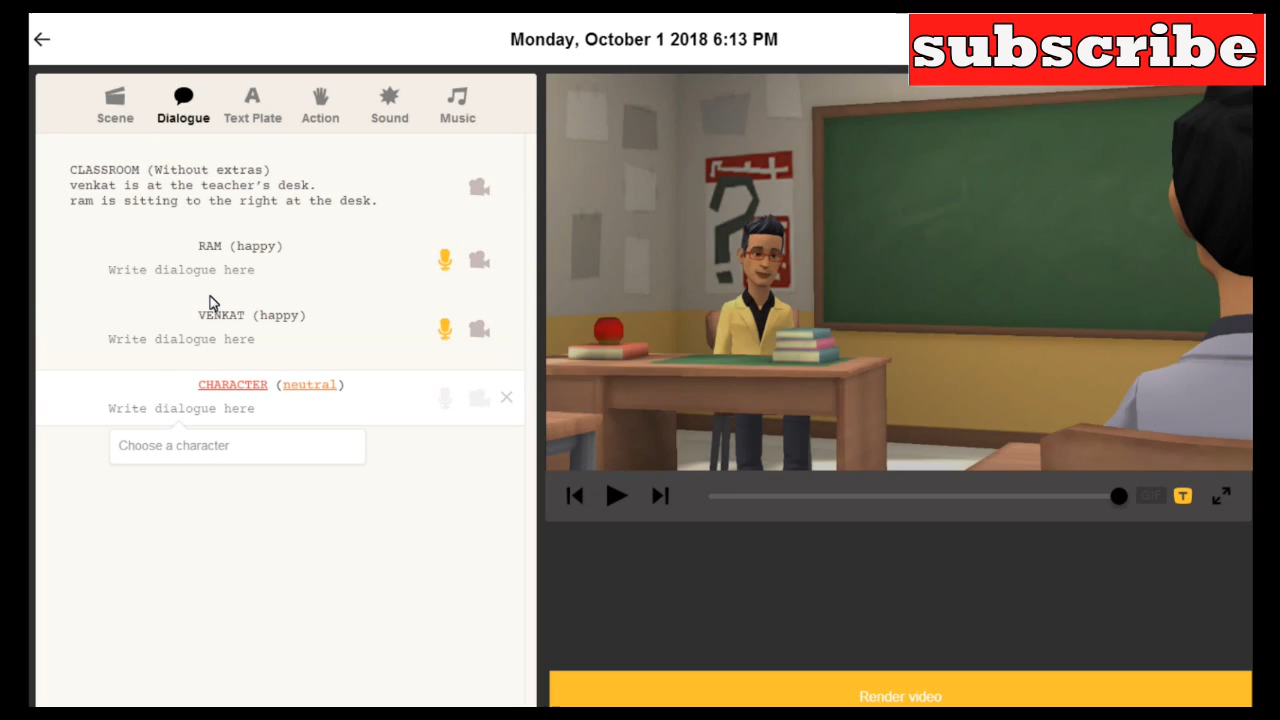 Monday, October 1 2018 6:13 PM
subscribe
Scene
Dialogue
A
Text Plate
Action
Sound
Music
CLASSROOM (Without extras)
venkat is at the teacher's desk.
ram is sitting to the right at the desk.
RAM (happy)
Write dialogue here
VENKAT (happy)
Write dialogue here
CHARACTER (neutral)
Write dialogue here
Choose a character
?
GIF
T
Render video